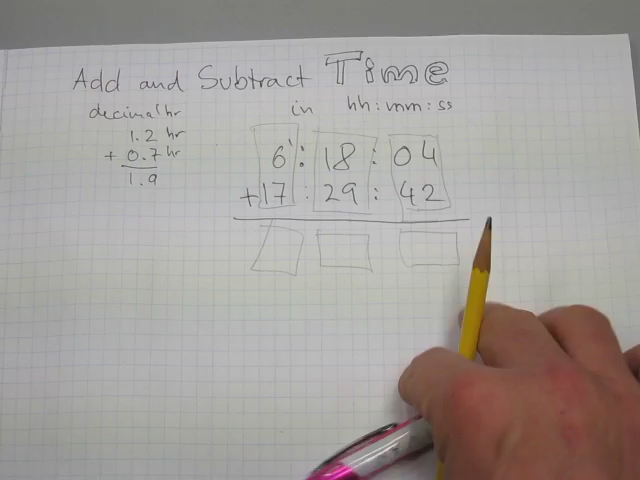 Add and Subtract Time
decimal hr in hh:mm:ss
1.2 hr
+ 0.7 hr
1.9
6:18:04
+17:29:42